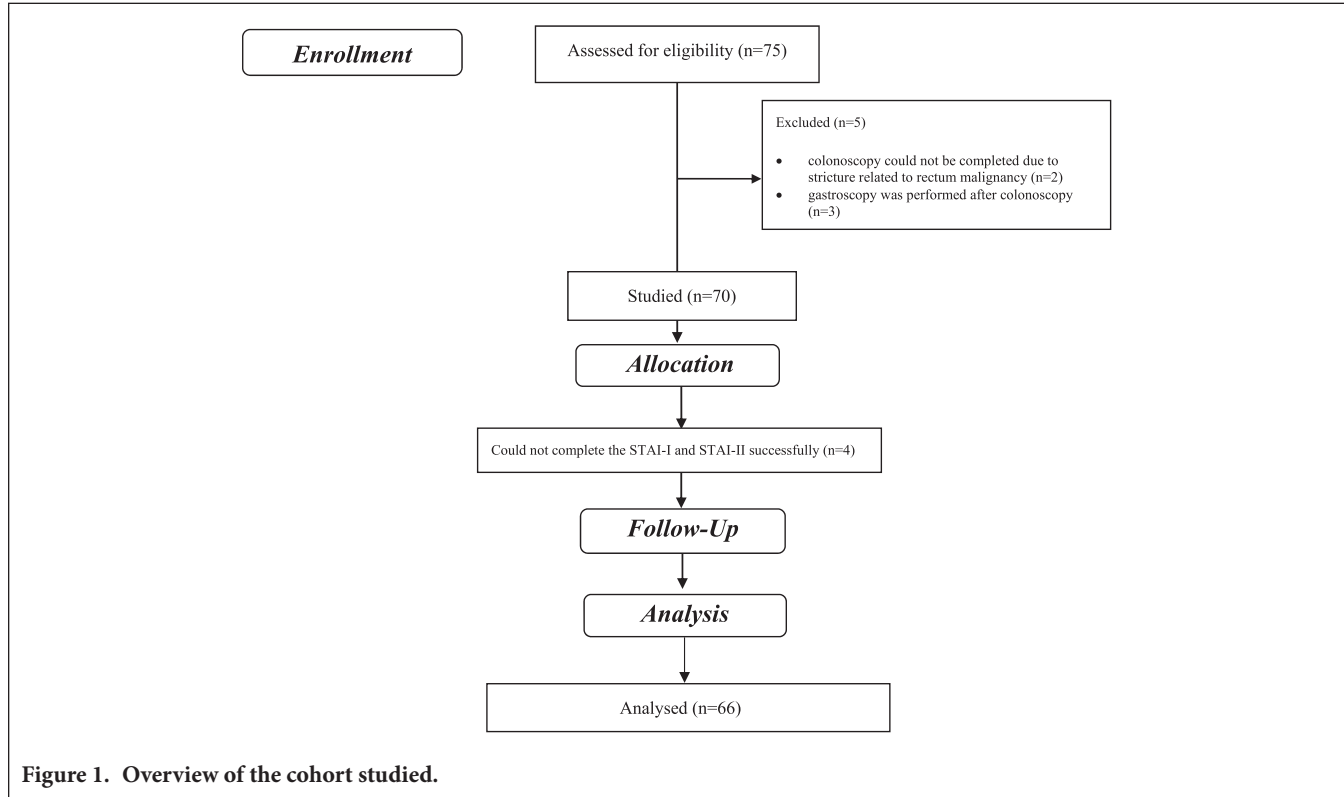 Enrollment
Assessed for eligibility (n=75)
Excluded (n=5)
• colonoscopy could not be completed due to
stricture related to rectum malignancy (n=2)
• gastroscopy was performed after colonoscopy
(n=3)
Studied (n=70)
Allocation
Could not complete the STAI-I and STAI-II successfully (n=4)
Follow-Up
Analysis
Analysed (n=66)
Figure 1. Overview of the cohort studied.